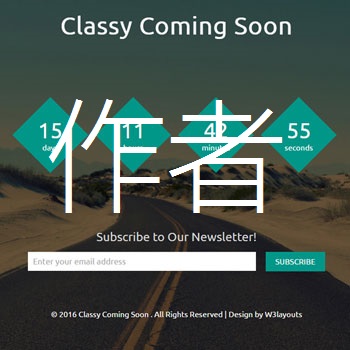 Classy Coming Soon
15 11 42 55
days minutes seconds
作者
Subscribe to Our Newsletter!
Enter your email address SUBSCRIBE
© 2016 Classy Coming Soon . All Rights Reserved | Design by W3layouts